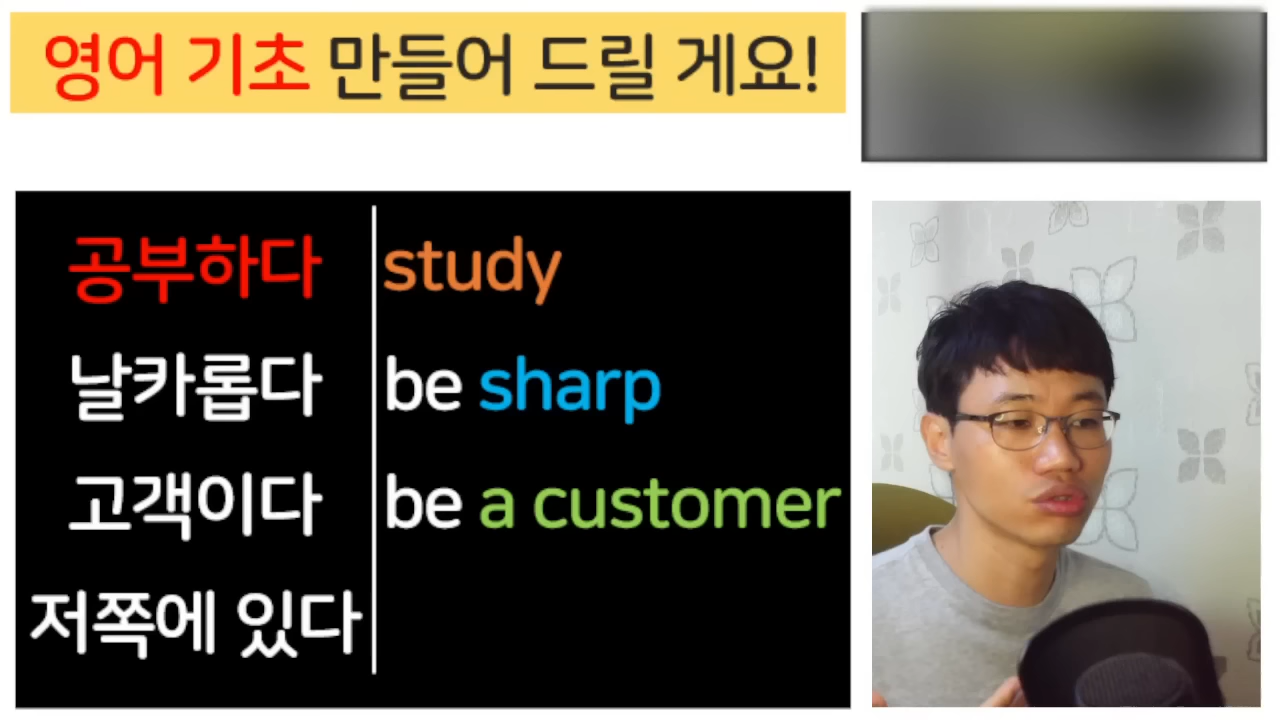 영어 기초 만들어 드릴 게요!
공부하다 study
날카롭다 be sharp
고객이다 be a customer
저쪽에 있다